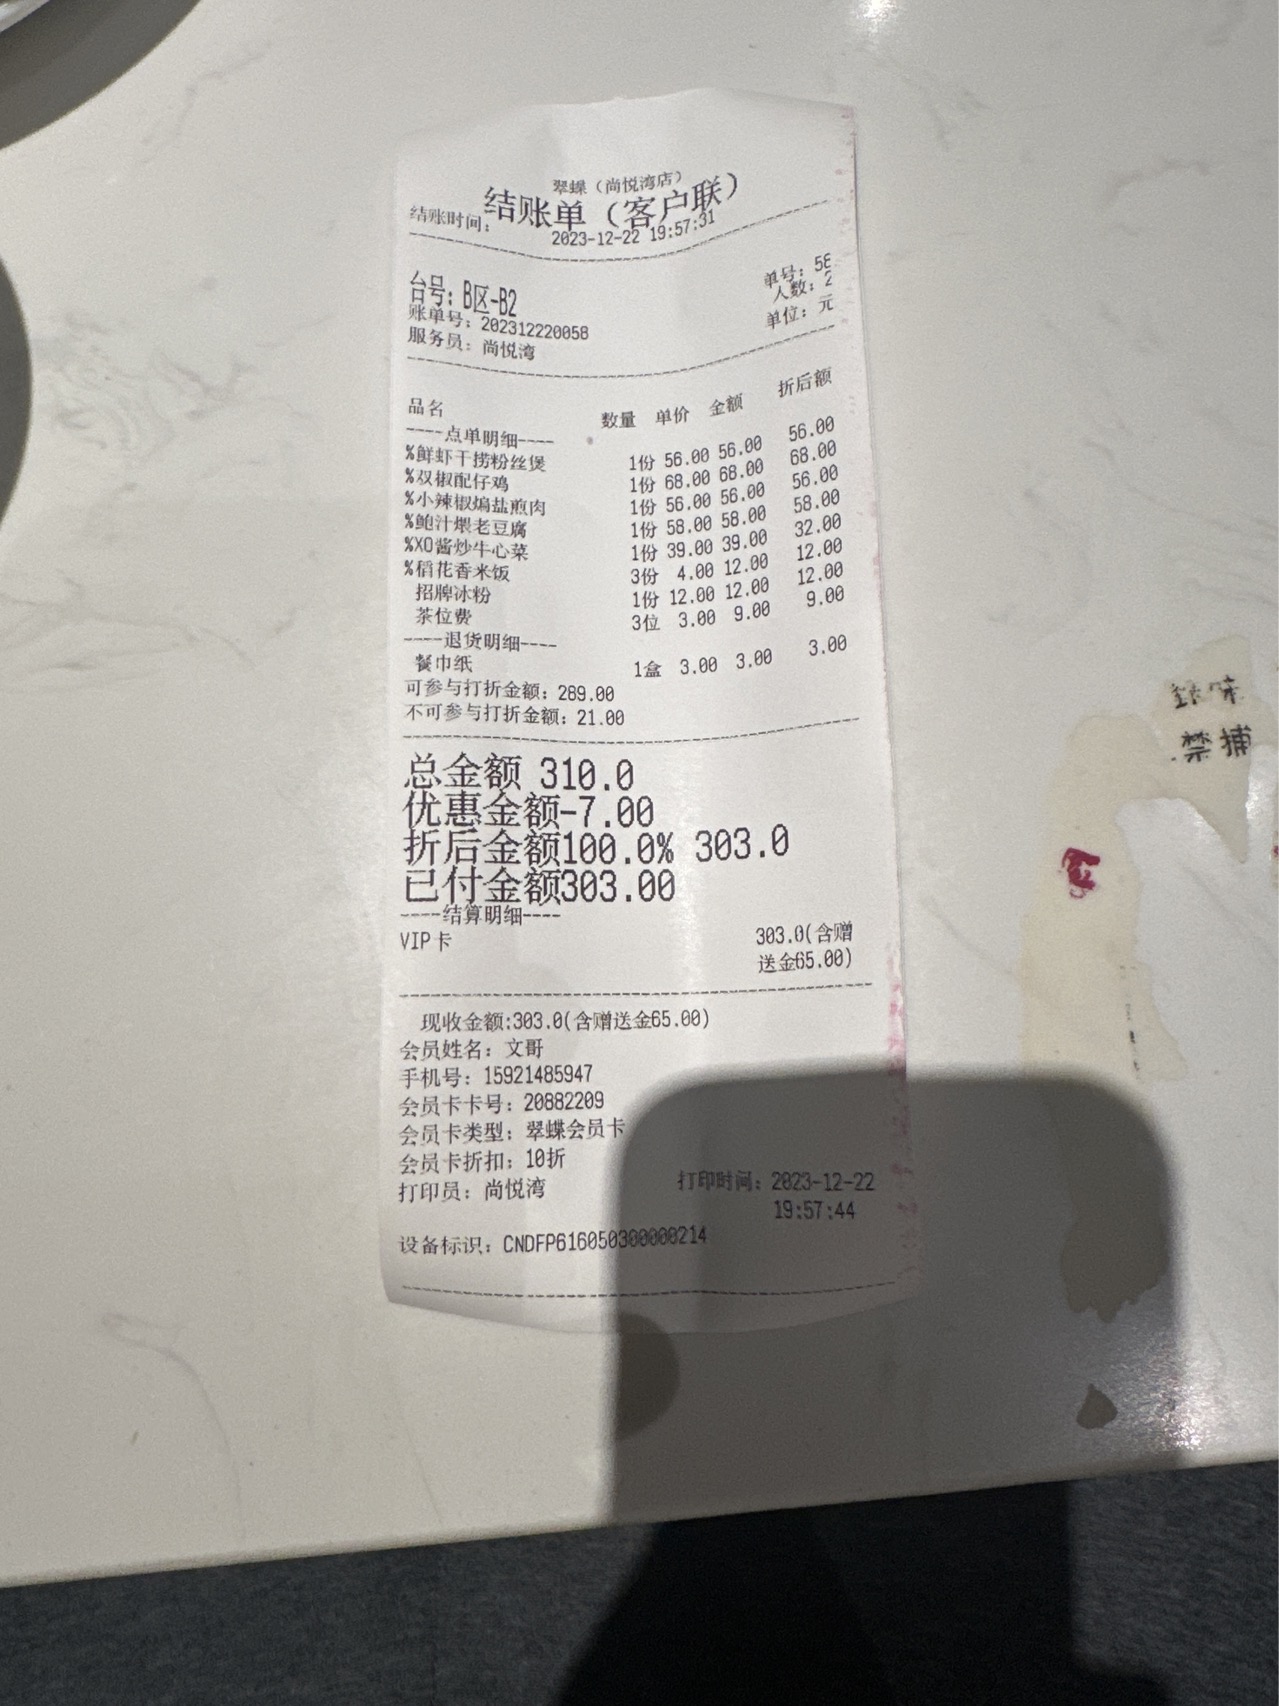 翠蝶（尚悦湾店）
结账单（客户联）
结账时间： 2023-12-22 19:57:31
台号：B区-B2 单号：58
账单号：202312220058 人数：2
服务员：尚悦湾 单位：元
品名 数量 单价 金额 折后额
----点单明细----
%鲜虾干捞粉丝煲 1份 56.00 56.00 56.00
%双椒配仔鸡 1份 68.00 68.00 68.00
%小辣椒煸盐煎肉 1份 56.00 56.00 56.00
%鲍汁煨老豆腐 1份 58.00 58.00 58.00
%XO酱炒牛心菜 1份 39.00 39.00 32.00
%稻花香米饭 3份 4.00 12.00 12.00
招牌冰粉 1份 12.00 12.00 12.00
茶位费 3位 3.00 9.00 9.00
----退货明细----
餐巾纸 1盒 3.00 3.00 3.00
可参与打折金额：289.00
不可参与打折金额：21.00
总金额 310.0
优惠金额-7.00
折后金额100.0% 303.0
已付金额303.00
----结算明细----
VIP卡 303.0(含赠
送金65.00)
现收金额:303.0(含赠送金65.00)
会员姓名：文哥
手机号：15921485947
会员卡卡号：20882209
会员卡类型：翠蝶会员卡
会员卡折扣：10折
打印员：尚悦湾 打印时间：2023-12-22
19:57:44
设备标识：CNDFP616050300000214
禁捕